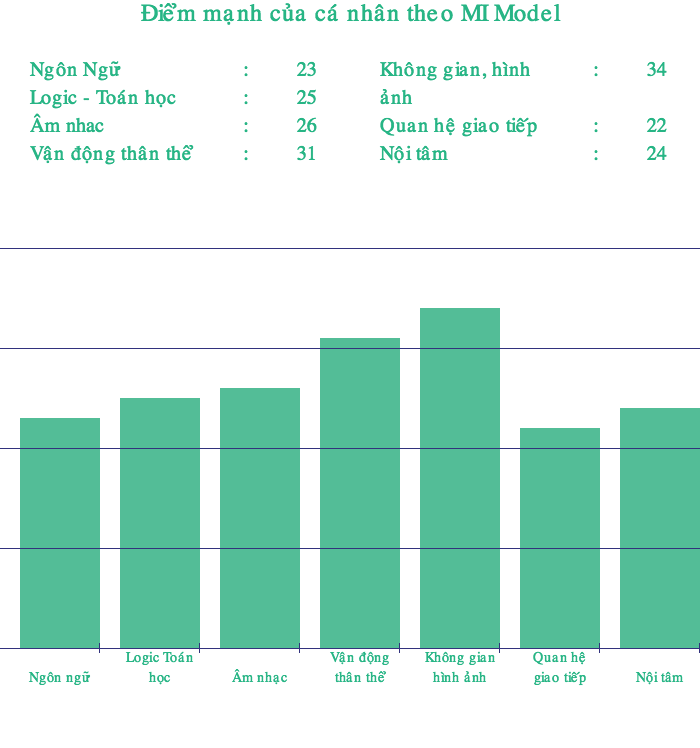 Điểm mạnh của cá nhân theo MI Model
Ngôn Ngữ : 23
Logic - Toán học : 25
Âm nhac : 26
Vận động thân thể : 31
Không gian, hình : 34
ảnh
Quan hệ giao tiếp : 22
Nội tâm : 24
Ngôn ngữ
Logic Toán
học
Âm nhạc
Vận động
thân thể
Không gian
hình ảnh
Quan hệ
giao tiếp
Nội tâm